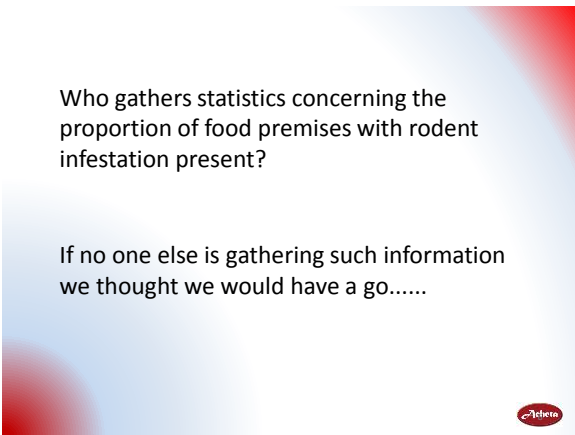 Who gathers statistics concerning the
proportion of food premises with rodent
infestation present?
If no one else is gathering such information
we thought we would have a go......
Acheta